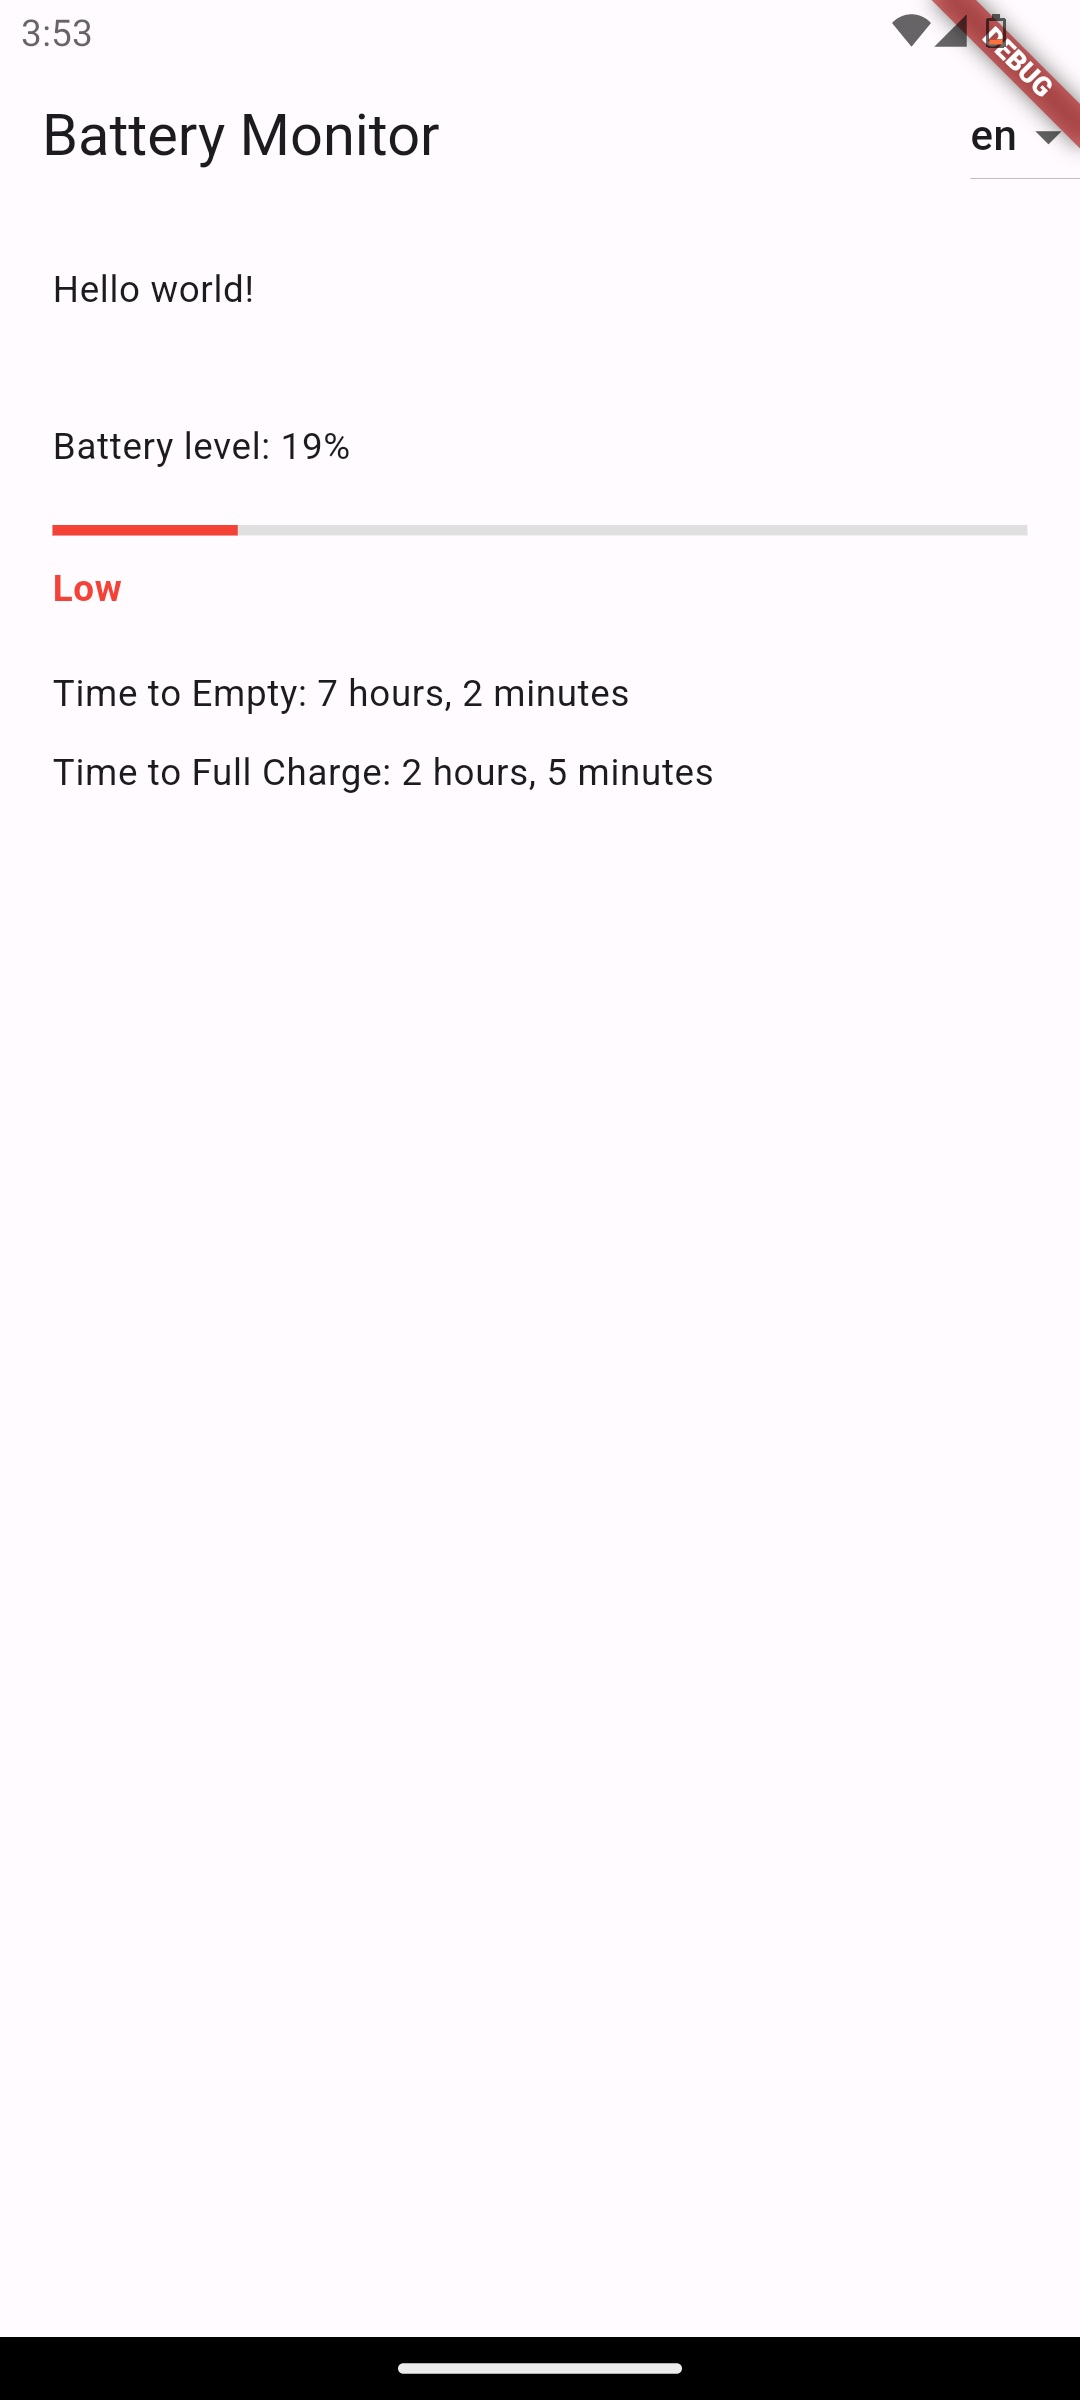 3:53
DEBUG
Battery Monitor
en
Hello world!
Battery level: 19%
Low
Time to Empty: 7 hours, 2 minutes
Time to Full Charge: 2 hours, 5 minutes